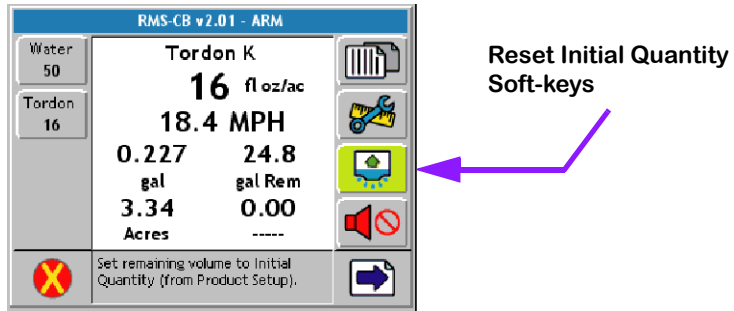 RMS-CB v2.01 - ARM
Water
50
Tordon
16
Tordon K
16 fl oz/ac
18.4 MPH
0.227 24.8
gal gal Rem
3.34 0.00
Acres -----
Set remaining volume to Initial
Quantity (from Product Setup).
X
Reset Initial Quantity
Soft-keys